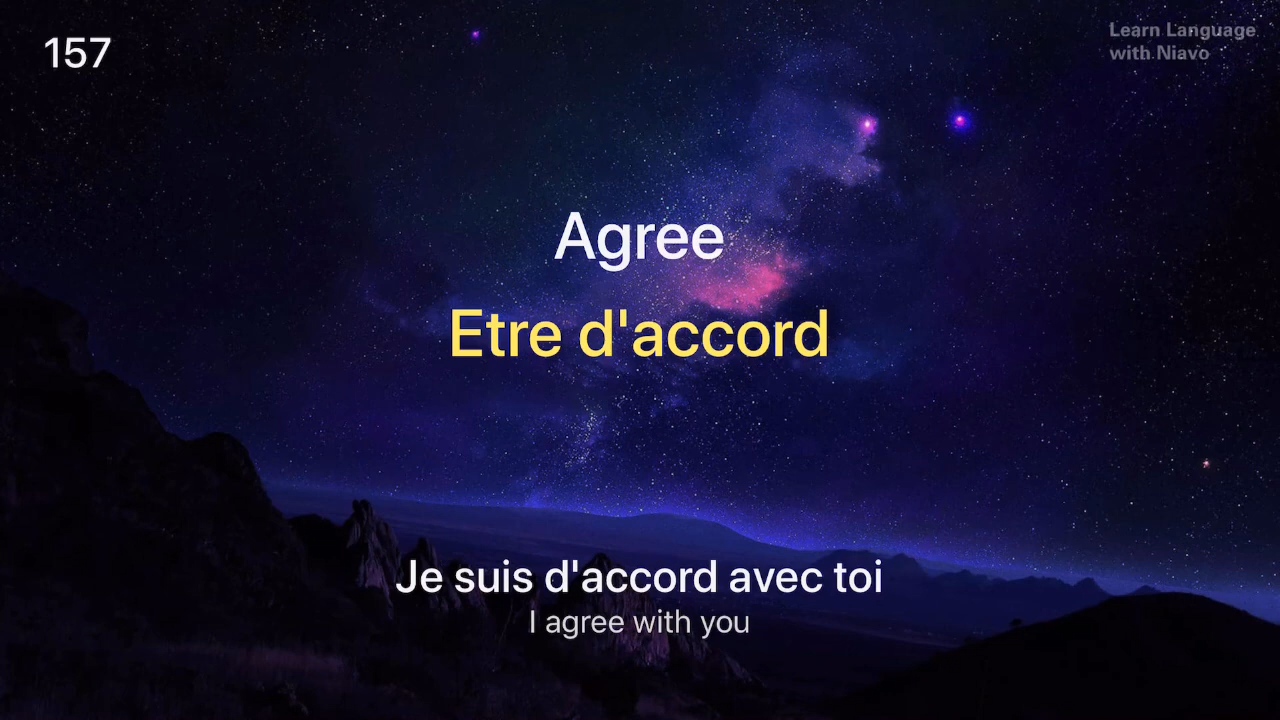 157
Learn Language
with Niavo
Agree
Etre d'accord
Je suis d'accord avec toi
I agree with you